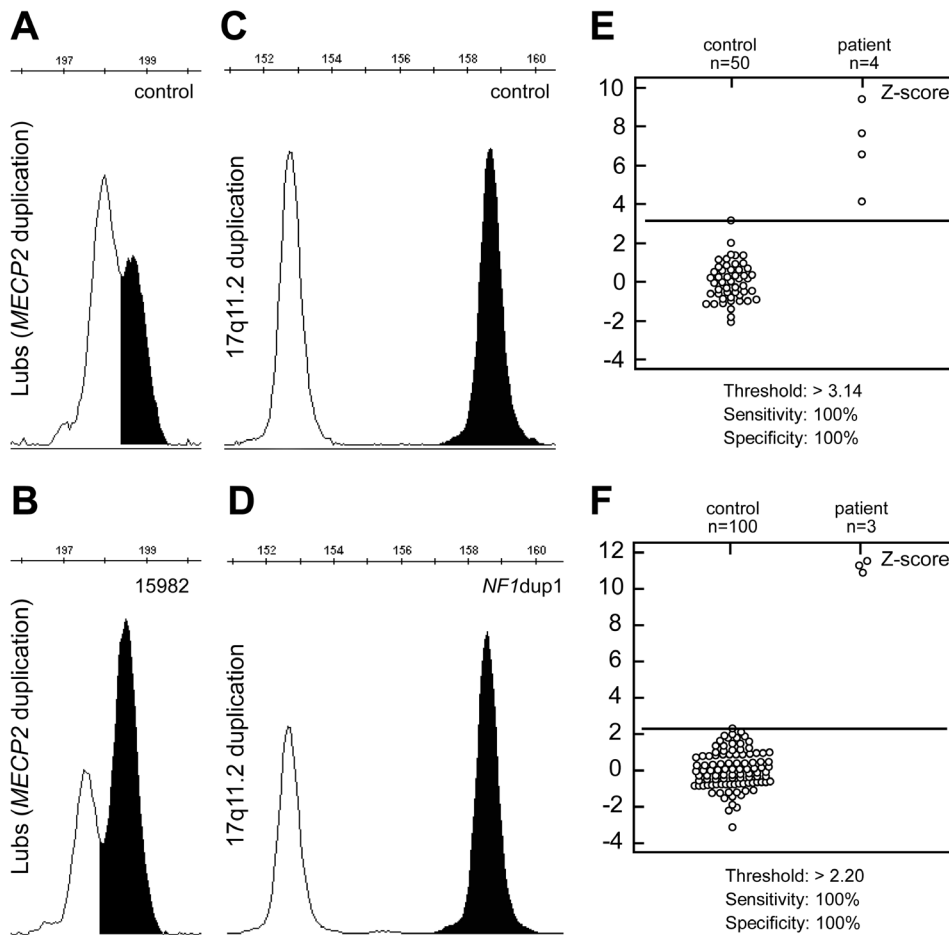 A
197 199
control
Lubs (MECP2 duplication)
C
152 154 156 158 160
control
17q11.2 duplication
E
control patient
n=50 n=4
Z-score
10
8
6
4
2
0
-2
-4
Threshold: > 3.14
Sensitivity: 100%
Specificity: 100%
B
197 199
15982
Lubs (MECP2 duplication)
D
152 154 156 158 160
NF1dup1
17q11.2 duplication
F
control patient
n=100 n=3
Z-score
12
10
8
6
4
2
0
-2
-4
Threshold: > 2.20
Sensitivity: 100%
Specificity: 100%